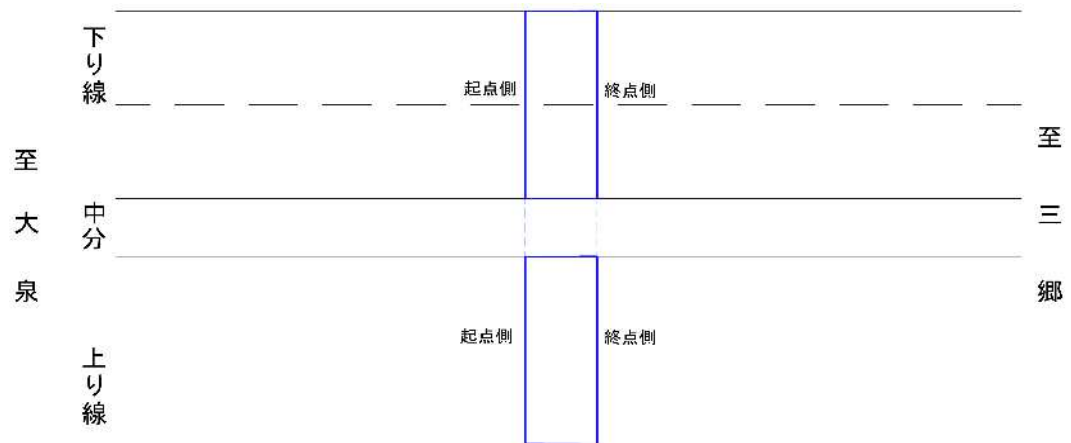 下り線
起点側
終点側
至大泉
中分
至三郷
起点側
終点側
上り線